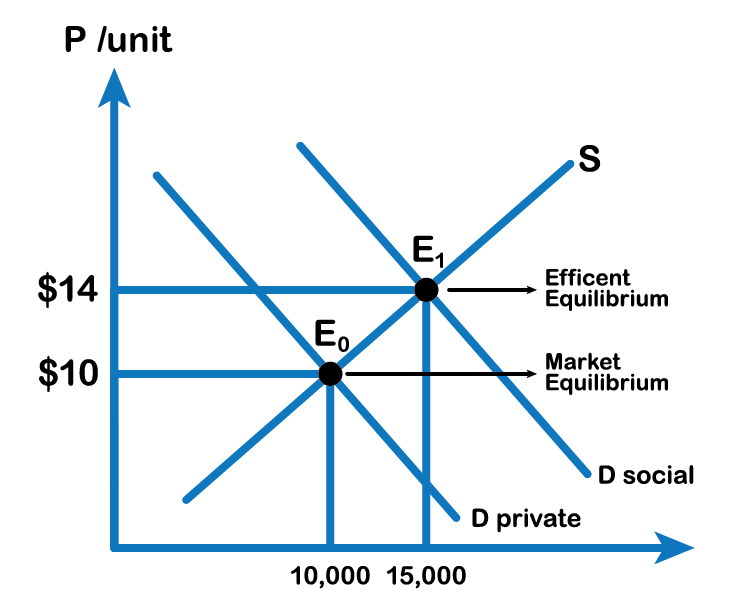 P /unit
S
E1
$14
Efficent
Equilibrium
E0
$10
Market
Equilibrium
D social
D private
10,000 15,000